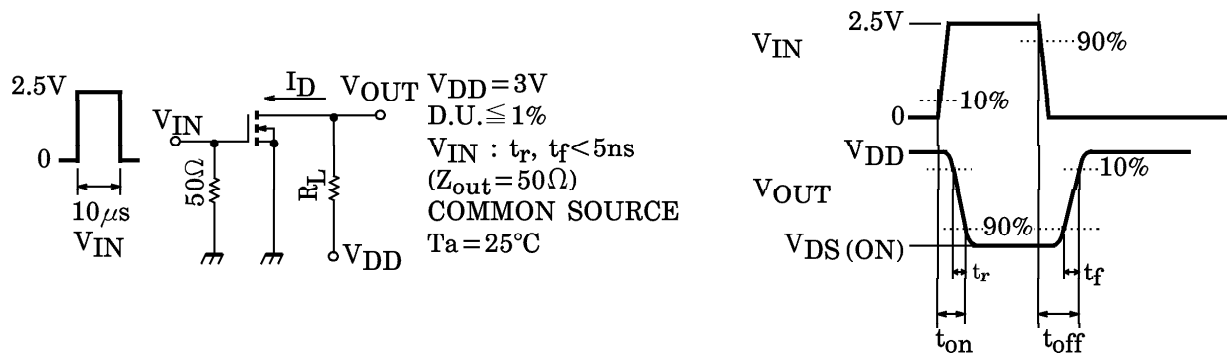 2.5V
0
10μs
VIN
VIN
50Ω
ID
VOUT
RL
VDD
VDD=3V
D.U.≦1%
VIN : tr, tf<5ns
(Zout=50Ω)
COMMON SOURCE
Ta=25℃
2.5V
VIN
90%
10%
0
VDD
10%
VOUT
90%
VDS (ON)
tr
tf
ton
toff